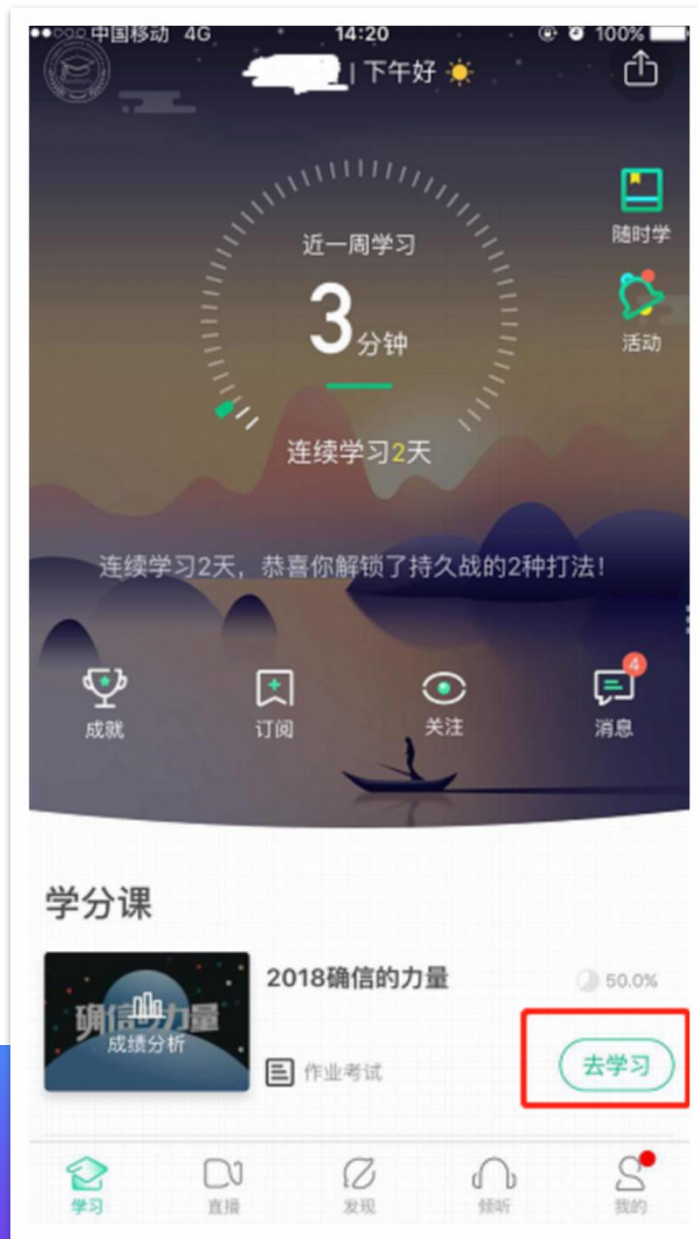 中国移动 4G 14:20 100%
| 下午好
随时学
近一周学习
3分钟
活动
连续学习2天
连续学习2天，恭喜你解锁了持久战的2种打法！
成就 订阅 关注 消息
4
学分课
2018确信的力量
50.0%
确信的力量
成绩分析
作业考试
去学习
学习 直播 发现 倾听 我的